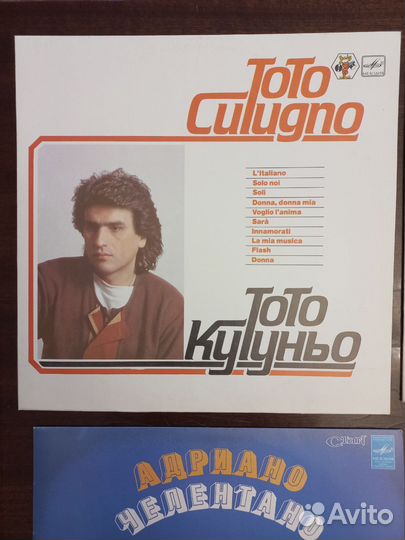 Toto
Cutugno
МЕЛОДИЯ
L'Italiano
Solo noi
Soli
Donna, donna mia
Voglio l'anima
Sarà
Innamorati
La mia musica
Flash
Donna
Тото
Кутуньо
АДРИАНО
ЧЕЛЕНТАНО
Avito